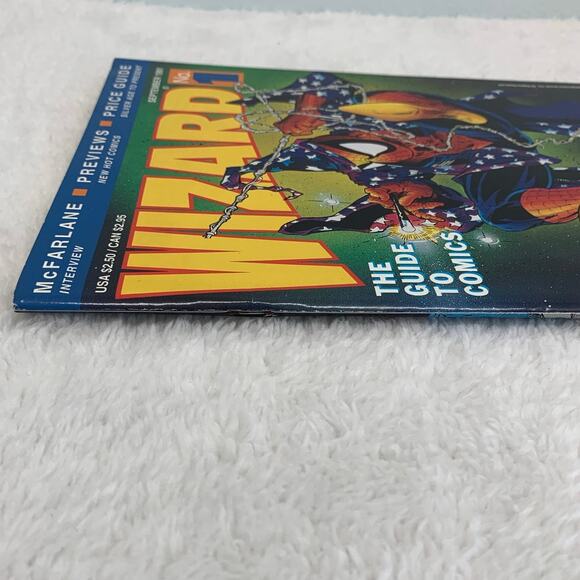 McFARLANE ■ PREVIEWS ■ PRICE GUIDE
INTERVIEW NEW HOT COMICS SILVER AGE TO PRESENT
USA $2.50 / CAN $2.95
SEPTEMBER 1991
No. 1
WIZARD
THE
GUIDE
TO
COMICS